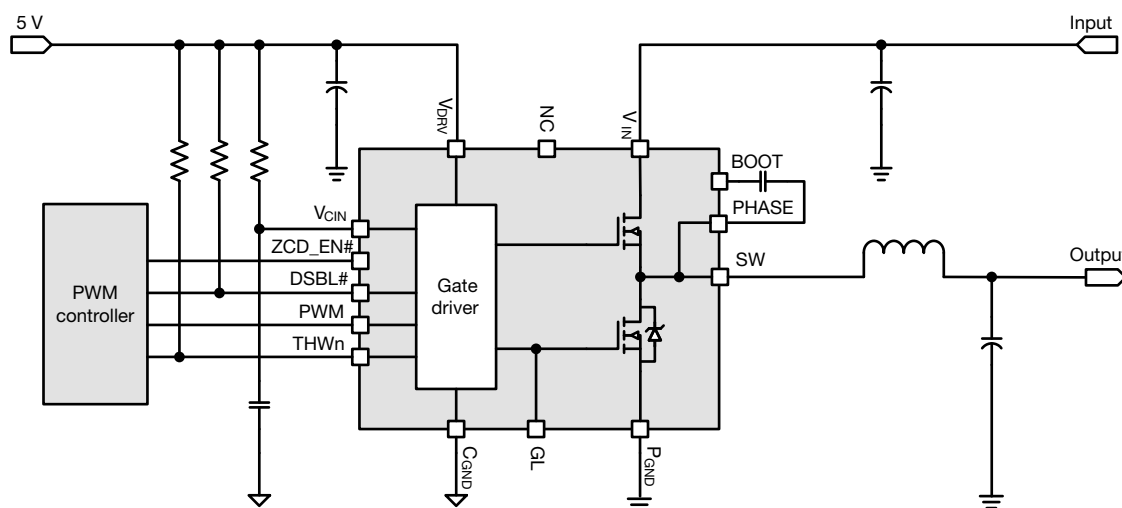 5 V
Input
VDRV
NC
VIN
BOOT
PHASE
VCIN
ZCD_EN#
SW
Output
DSBL#
PWM
controller
Gate
driver
PWM
THWn
CGND
GL
PGND